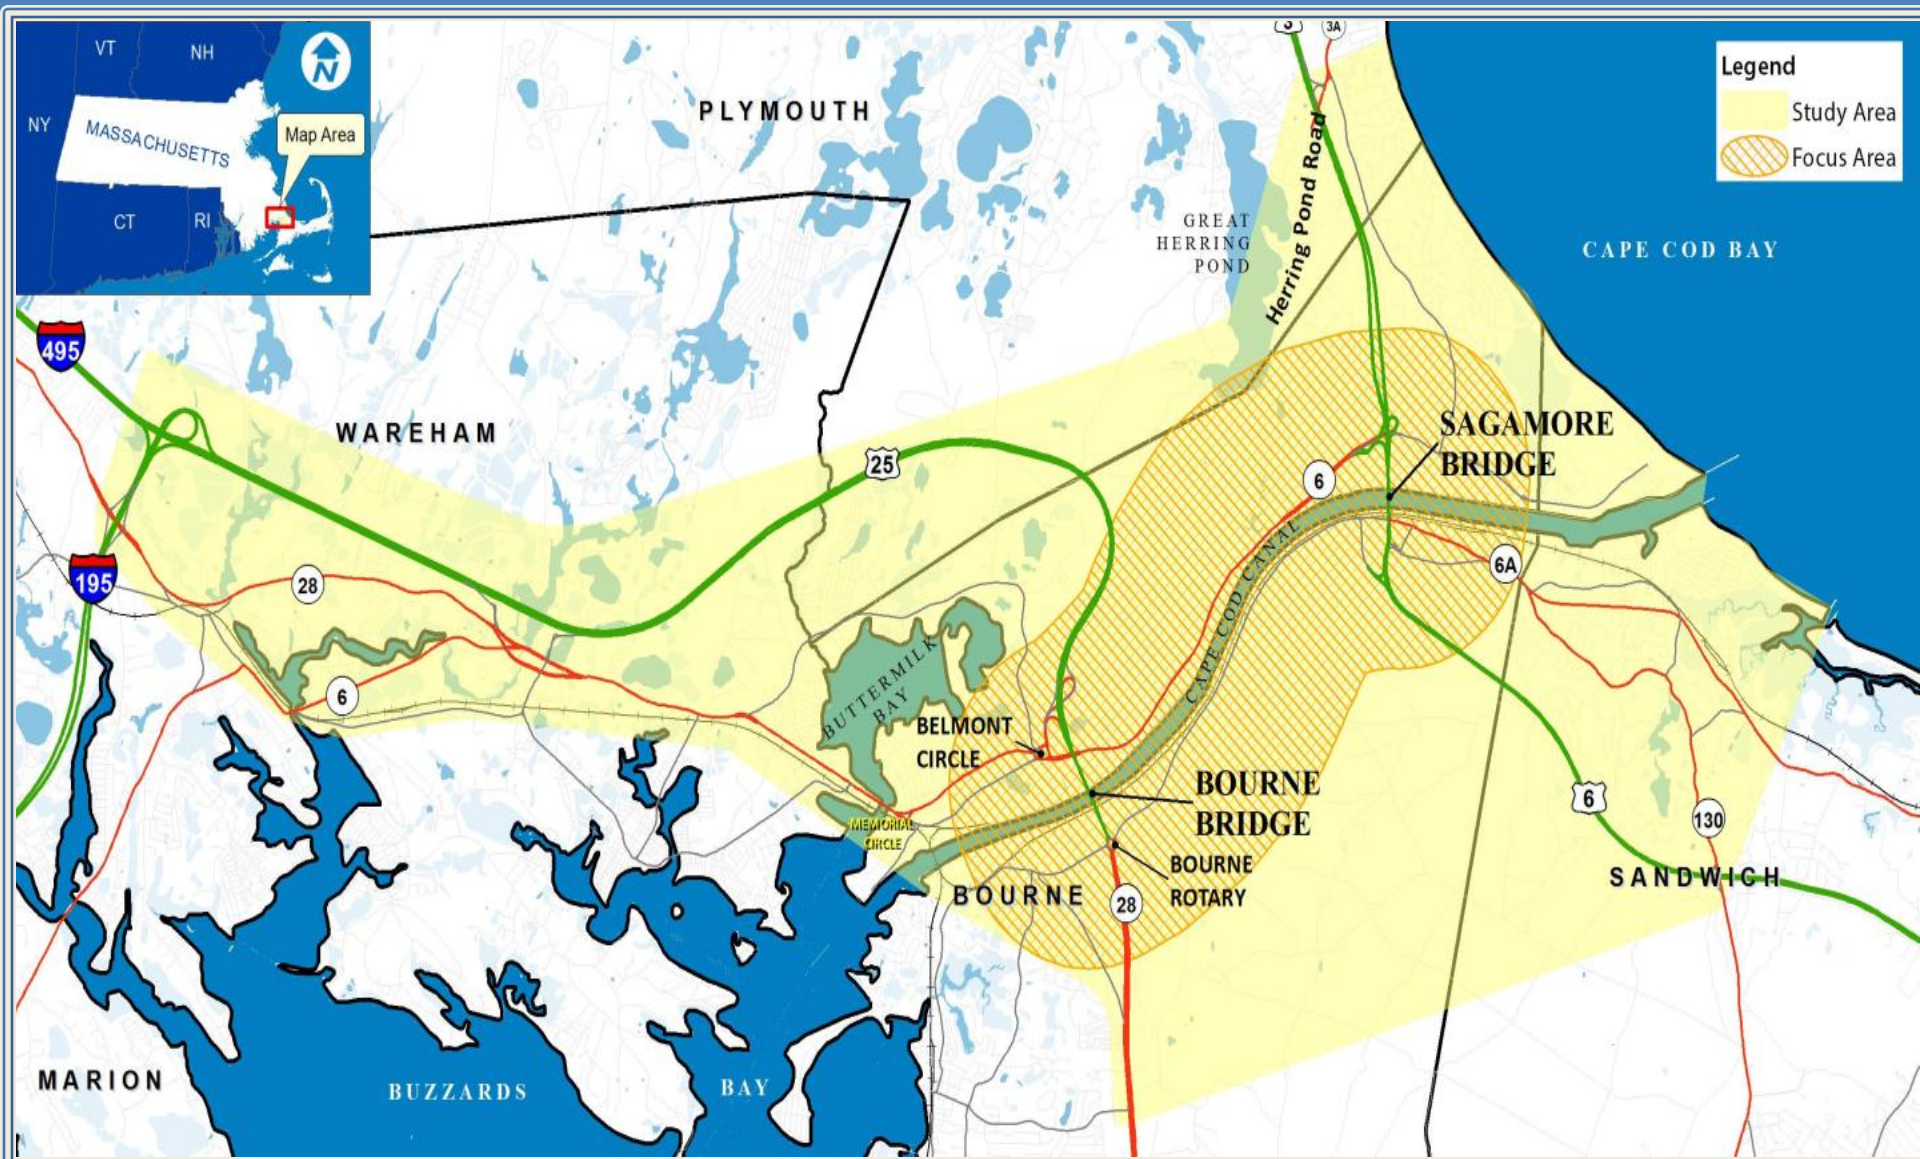 VT
NH
N
NY
MASSACHUSETTS
Map Area
CT
RI
3
3A
Legend
Study Area
Focus Area
PLYMOUTH
Herring Pond Road
GREAT
HERRING
POND
CAPE COD BAY
495
WAREHAM
25
SAGAMORE
BRIDGE
6
6A
195
28
CAPE COD CANAL
6
BUTTERMILK
BAY
BELMONT
CIRCLE
BOURNE
BRIDGE
6
130
MEMORIAL
CIRCLE
BOURNE
ROTARY
BOURNE
28
SANDWICH
MARION
BUZZARDS
BAY